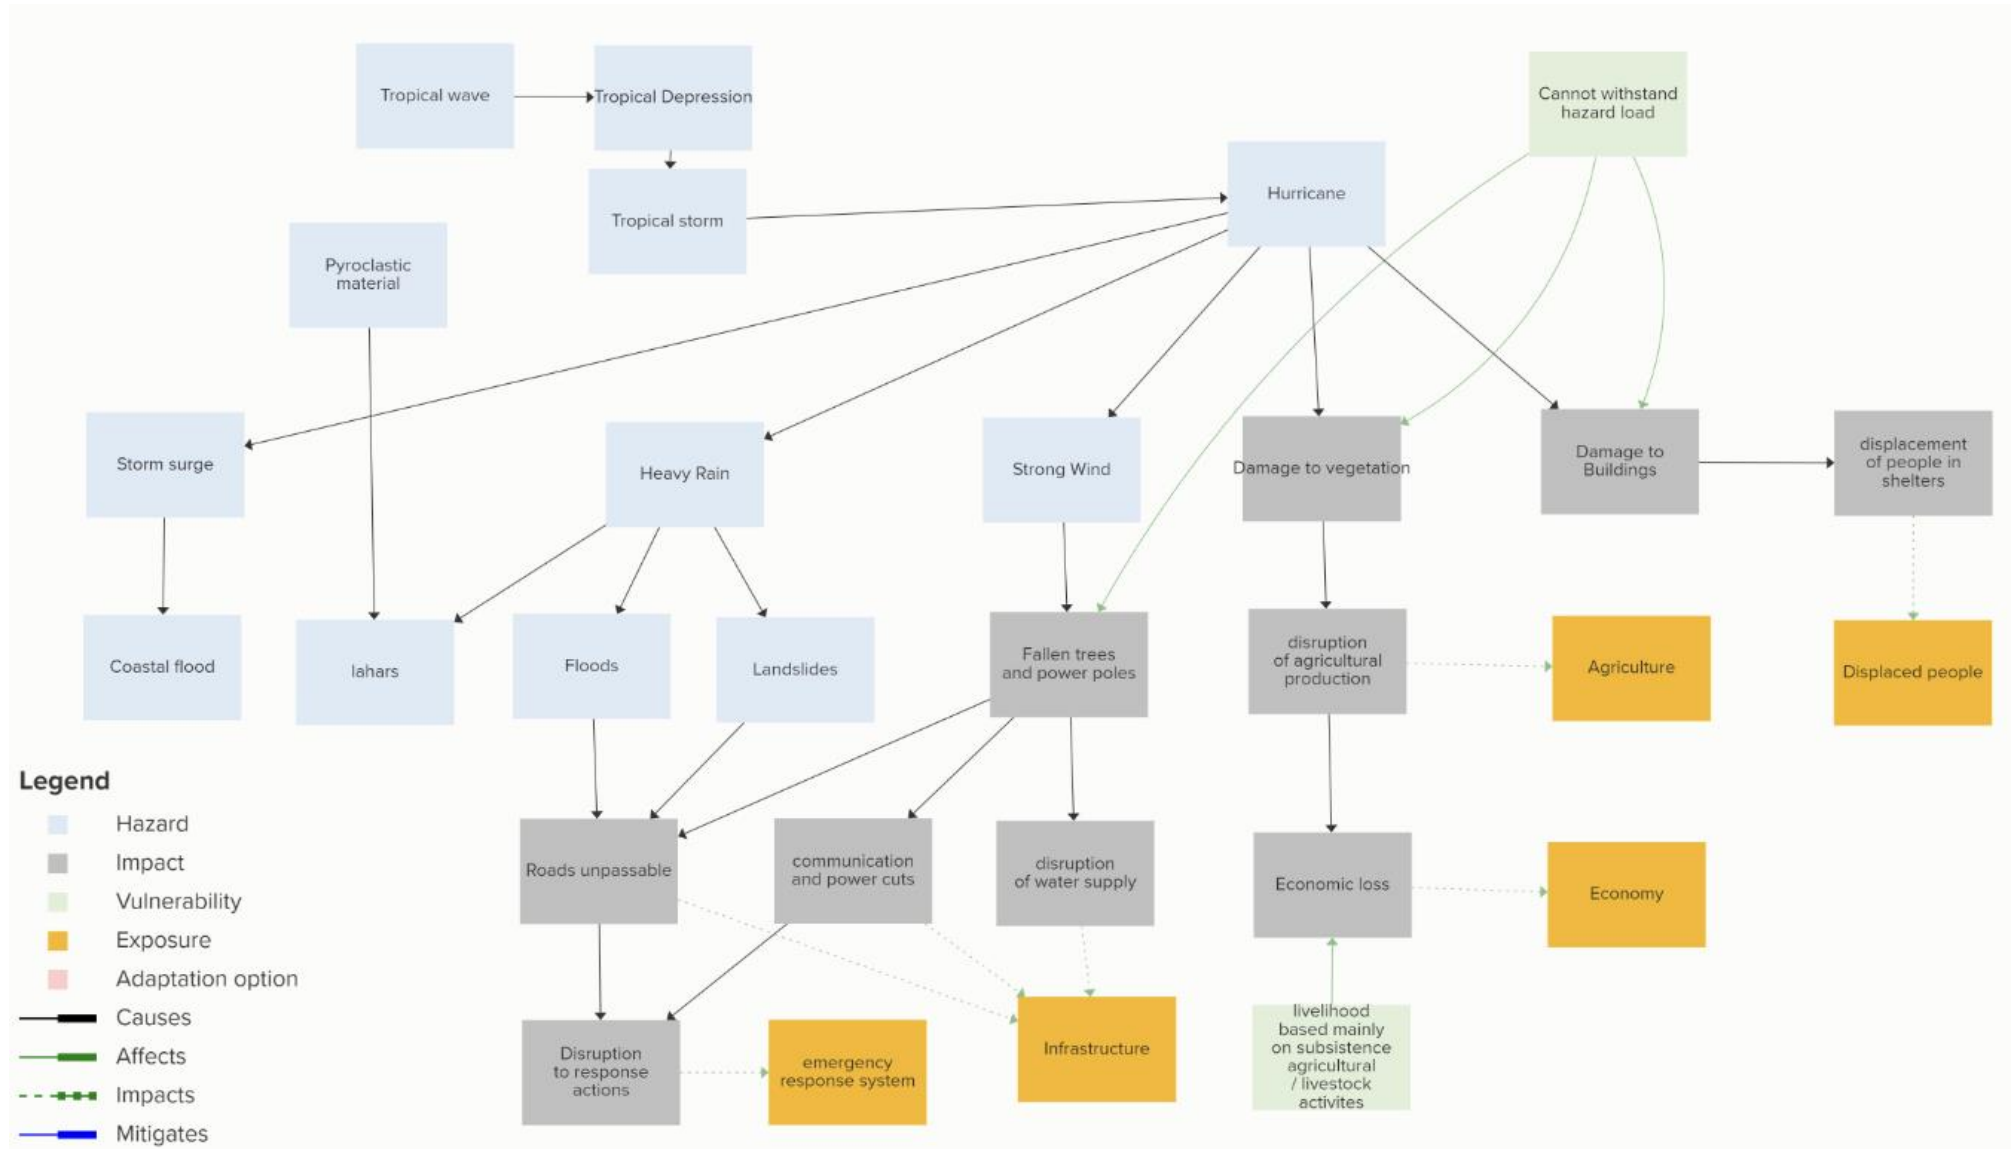 Tropical wave
Tropical Depression
Cannot withstand
hazard load
Hurricane
Tropical storm
Pyroclastic
material
Storm surge
Heavy Rain
Strong Wind
Damage to vegetation
Damage to
Buildings
displacement
of people in
shelters
Coastal flood
lahars
Floods
Landslides
Fallen trees
and power poles
disruption
of agricultural
production
Agriculture
Displaced people
Roads unpassable
communication
and power cuts
disruption
of water supply
Economic loss
Economy
Disruption
to response
actions
emergency
response system
Infrastructure
livelihood
based mainly
on subsistence
agricultural
/ livestock
activites
Legend
Hazard
Impact
Vulnerability
Exposure
Adaptation option
Causes
Affects
Impacts
Mitigates